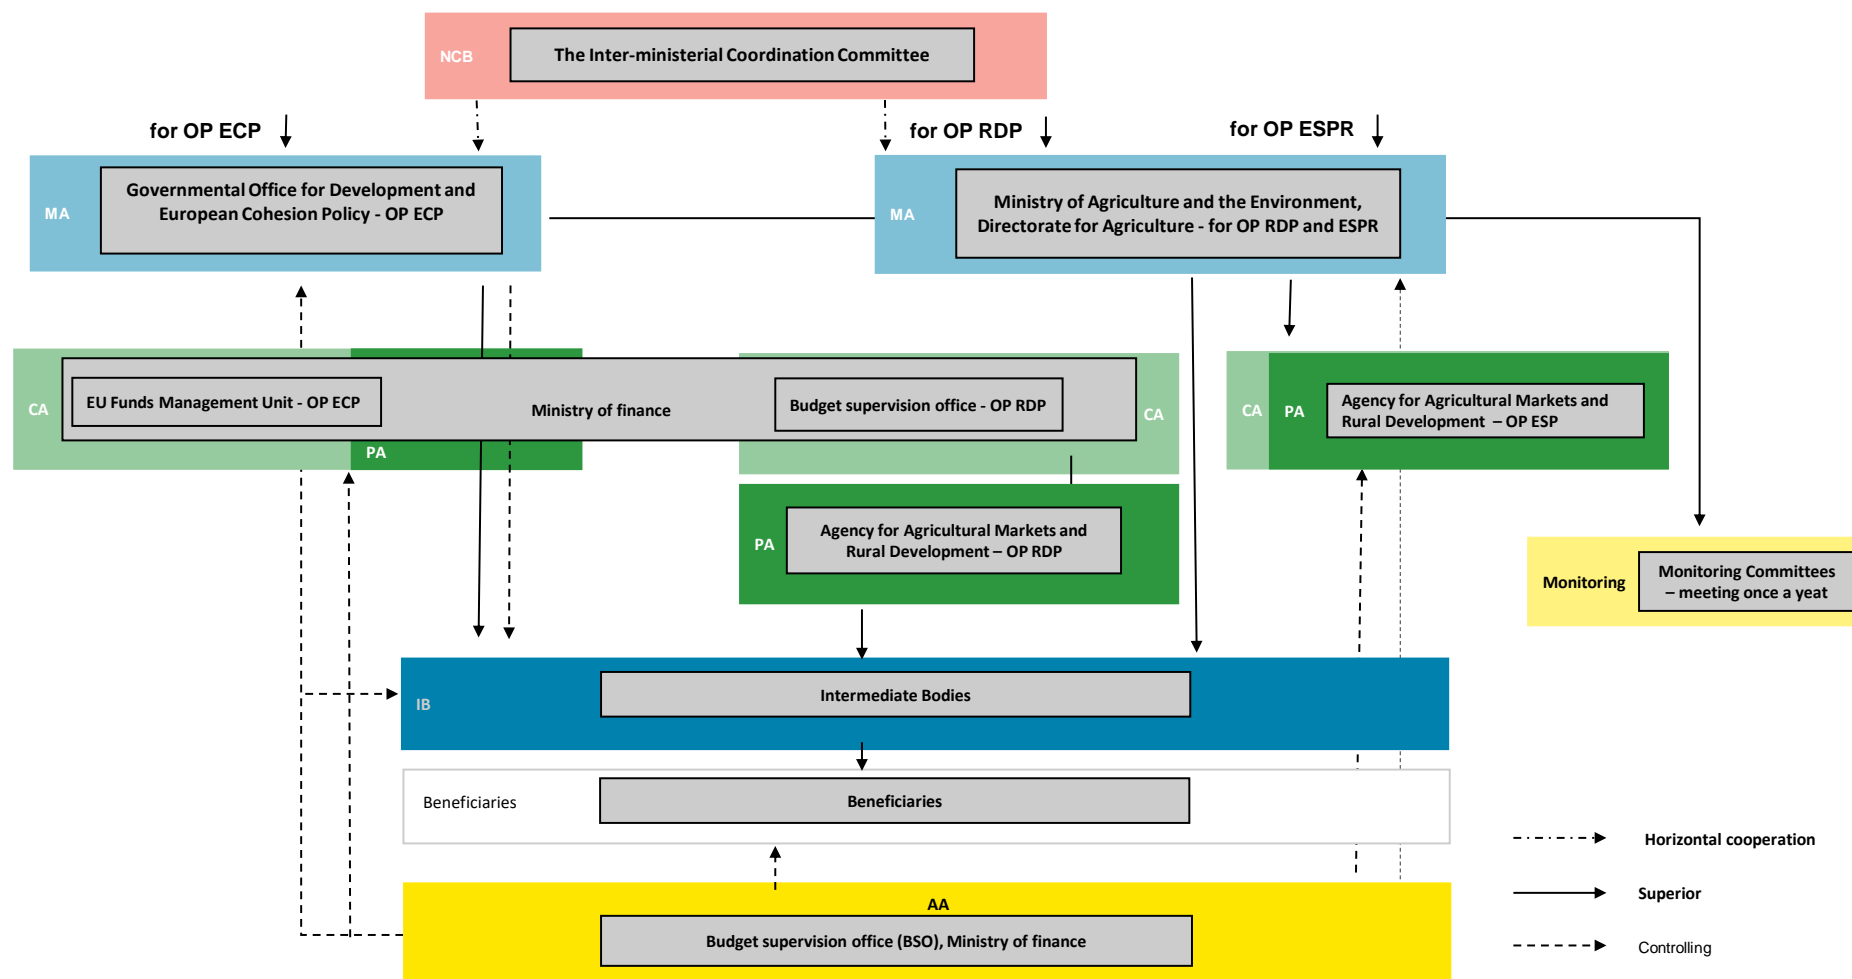 NCB
The Inter-ministerial Coordination Committee
for OP ECP
for OP RDP
for OP ESPR
MA
Governmental Office for Development and
European Cohesion Policy - OP ECP
MA
Ministry of Agriculture and the Environment,
Directorate for Agriculture - for OP RDP and ESPR
CA
EU Funds Management Unit - OP ECP
Ministry of finance
Budget supervision office - OP RDP
CA
PA
CA
PA
Agency for Agricultural Markets and
Rural Development – OP ESP
PA
Agency for Agricultural Markets and
Rural Development – OP RDP
Monitoring
Monitoring Committees
– meeting once a yeat
IB
Intermediate Bodies
Beneficiaries
Beneficiaries
Horizontal cooperation
Superior
Controlling
AA
Budget supervision office (BSO), Ministry of finance